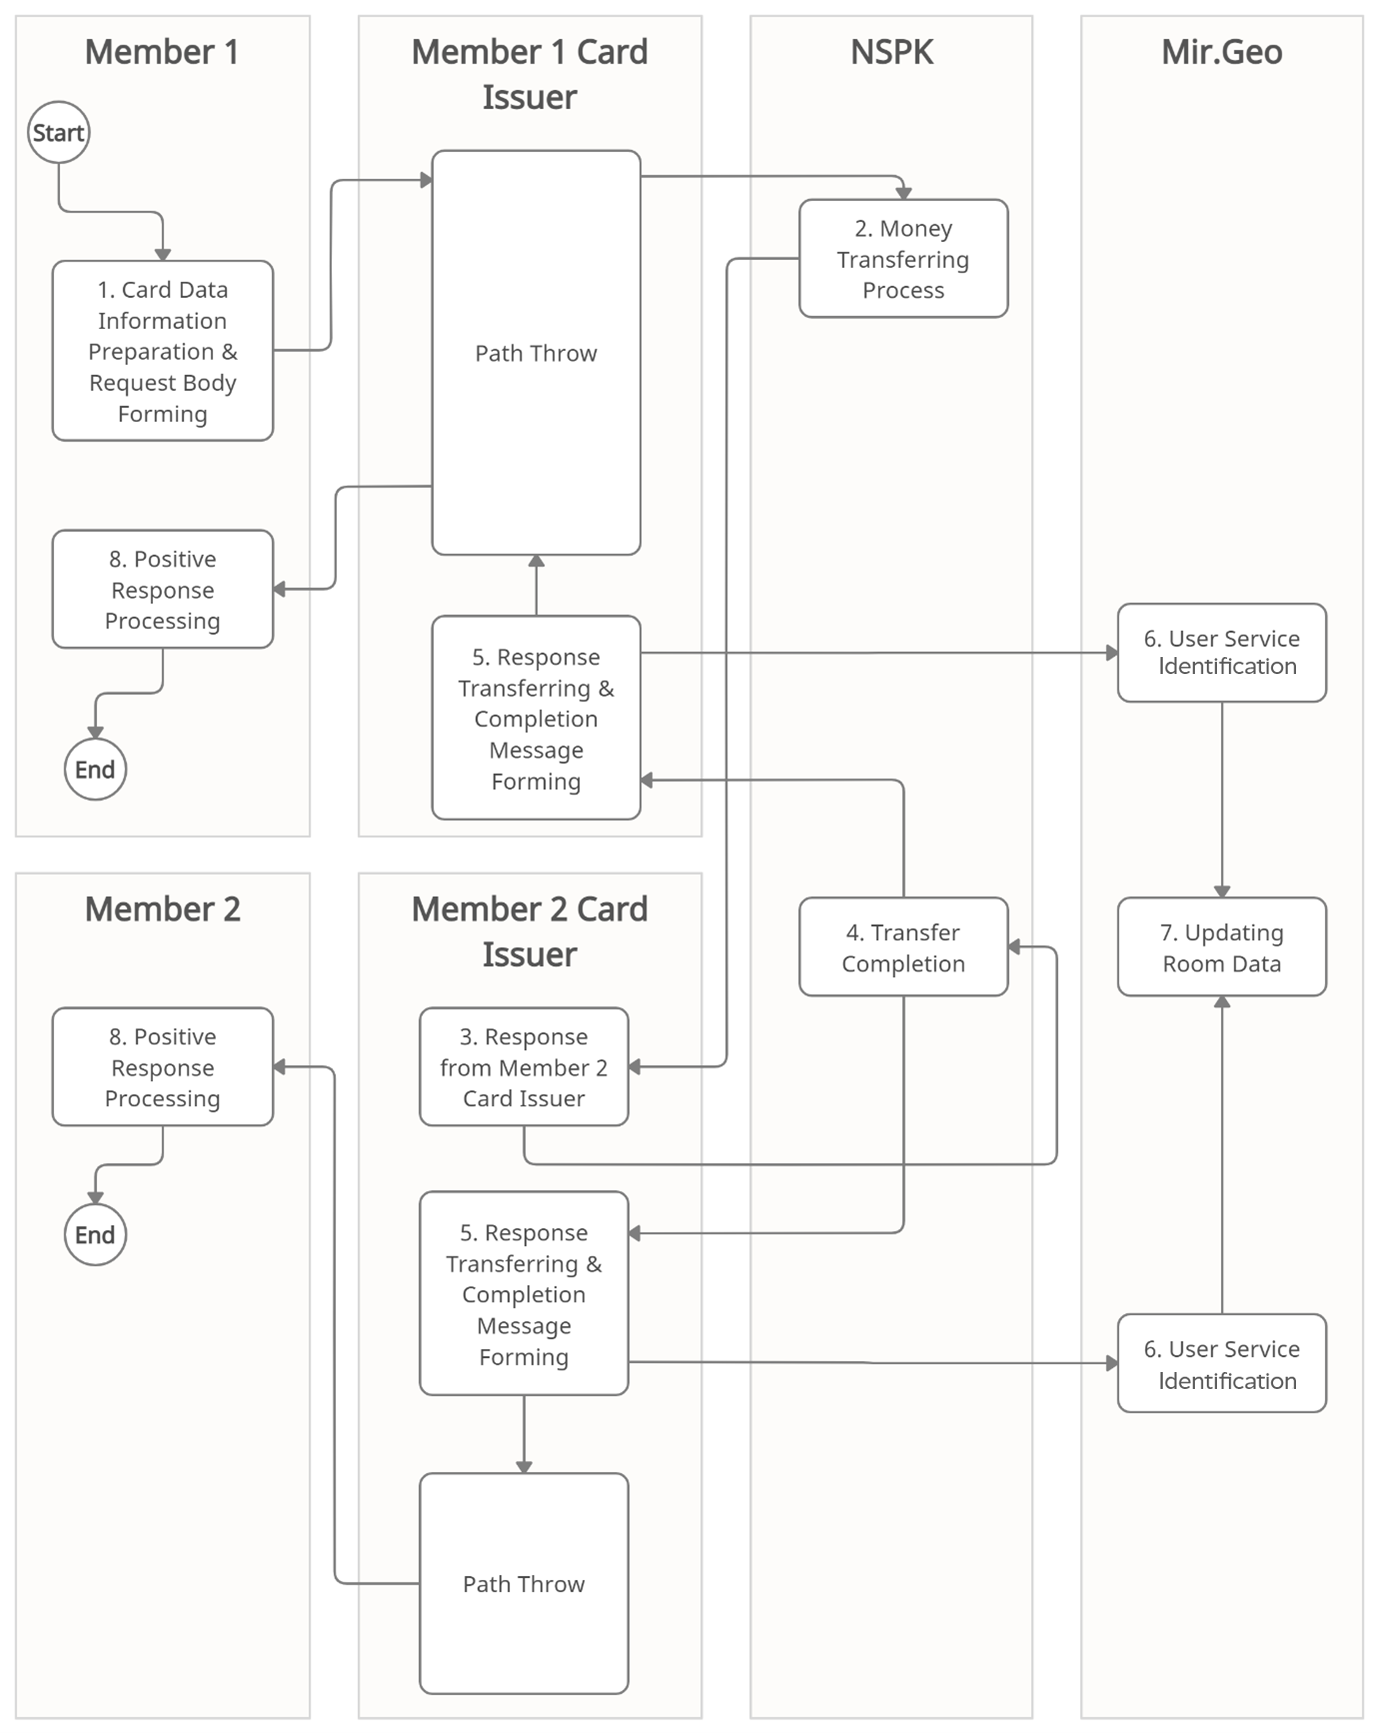 Member 1
Start
1. Card Data
Information
Preparation &
Request Body
Forming
8. Positive
Response
Processing
End
Member 1 Card
Issuer
Path Throw
5. Response
Transferring &
Completion
Message
Forming
NSPK
2. Money
Transferring
Process
4. Transfer
Completion
Mir.Geo
6. User Service
Identification
7. Updating
Room Data
6. User Service
Identification
Member 2
8. Positive
Response
Processing
End
Member 2 Card
Issuer
3. Response
from Member 2
Card Issuer
5. Response
Transferring &
Completion
Message
Forming
Path Throw